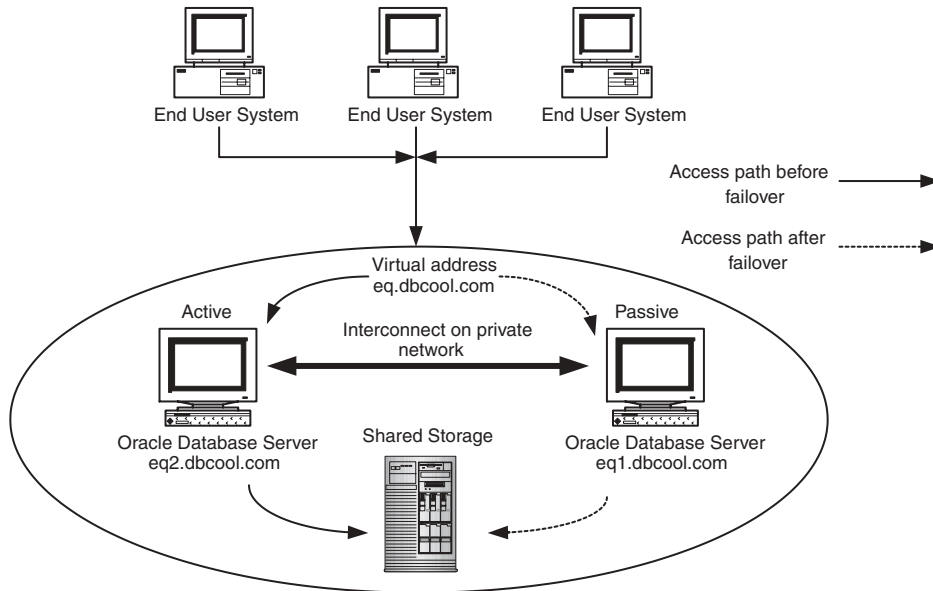 End User System
End User System
End User System
Access path before
failover
Access path after
failover
Virtual address
eq.dbcool.com
Active
Passive
Interconnect on private
network
Oracle Database Server
eq2.dbcool.com
Shared Storage
Oracle Database Server
eq1.dbcool.com